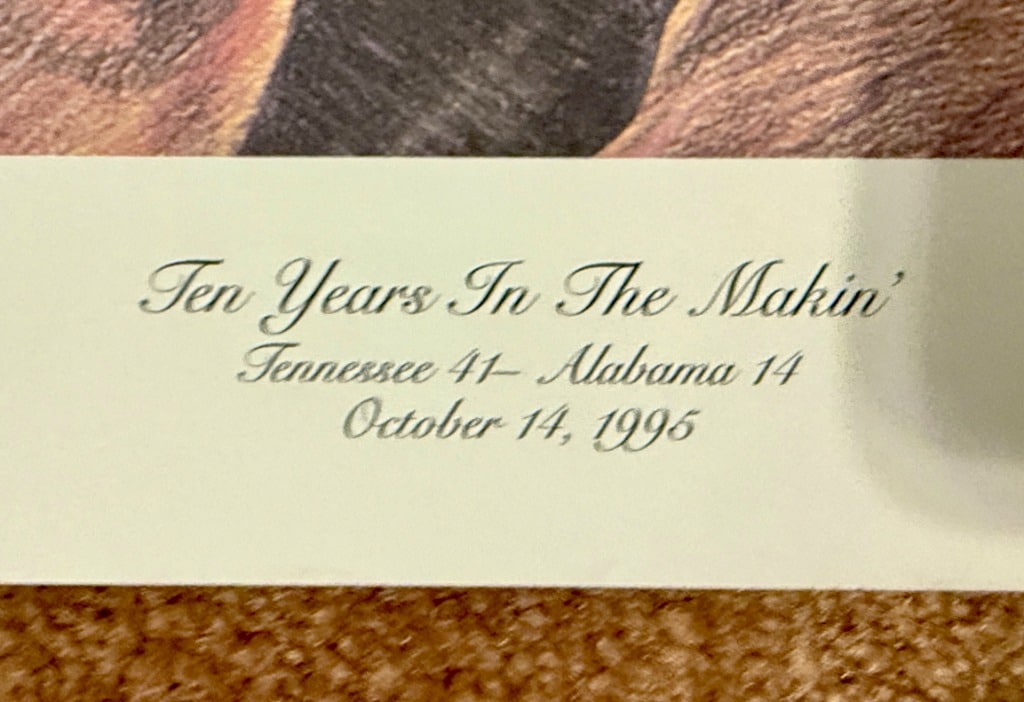 Ten Years In The Makin'
Tennessee 41– Alabama 14
October 14, 1995